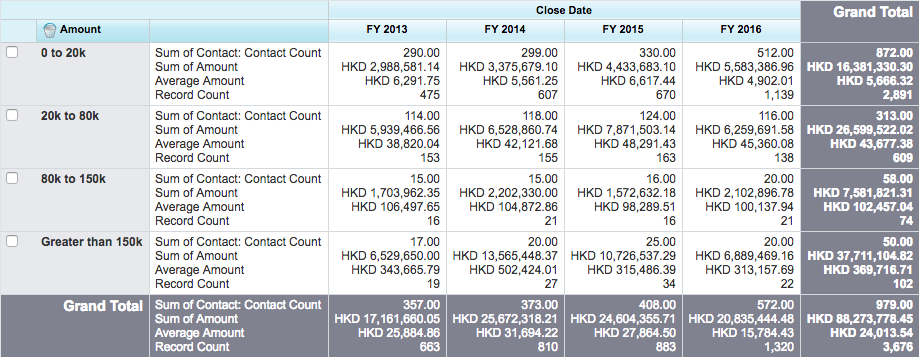 Close Date Grand Total
Amount FY 2013 FY 2014 FY 2015 FY 2016
0 to 20k Sum of Contact: Contact Count 290.00 299.00 330.00 512.00 872.00
Sum of Amount HKD 2,988,581.14 HKD 3,375,679.10 HKD 4,433,683.10 HKD 5,583,386.96 HKD 16,381,330.30
Average Amount HKD 6,291.75 HKD 5,561.25 HKD 6,617.44 HKD 4,902.01 HKD 5,666.32
Record Count 475 607 670 1,139 2,891
20k to 80k Sum of Contact: Contact Count 114.00 118.00 124.00 116.00 313.00
Sum of Amount HKD 5,939,466.56 HKD 6,528,860.74 HKD 7,871,503.14 HKD 6,259,691.58 HKD 26,599,522.02
Average Amount HKD 38,820.04 HKD 42,121.68 HKD 48,291.43 HKD 45,360.08 HKD 43,677.38
Record Count 153 155 163 138 609
80k to 150k Sum of Contact: Contact Count 15.00 15.00 16.00 20.00 58.00
Sum of Amount HKD 1,703,962.35 HKD 2,202,330.00 HKD 1,572,632.18 HKD 2,102,896.78 HKD 7,581,821.31
Average Amount HKD 106,497.65 HKD 104,872.86 HKD 98,289.51 HKD 100,137.94 HKD 102,457.04
Record Count 16 21 16 21 74
Greater than 150k Sum of Contact: Contact Count 17.00 20.00 25.00 20.00 50.00
Sum of Amount HKD 6,529,650.00 HKD 13,565,448.37 HKD 10,726,537.29 HKD 6,889,469.16 HKD 37,711,104.82
Average Amount HKD 343,665.79 HKD 502,424.01 HKD 315,486.39 HKD 313,157.69 HKD 369,716.71
Record Count 19 27 34 22 102
Grand Total Sum of Contact: Contact Count 357.00 373.00 408.00 572.00 979.00
Sum of Amount HKD 17,161,660.05 HKD 25,672,318.21 HKD 24,604,355.71 HKD 20,835,444.48 HKD 88,273,778.45
Average Amount HKD 25,884.86 HKD 31,694.22 HKD 27,864.50 HKD 15,784.43 HKD 24,013.54
Record Count 663 810 883 1,320 3,676